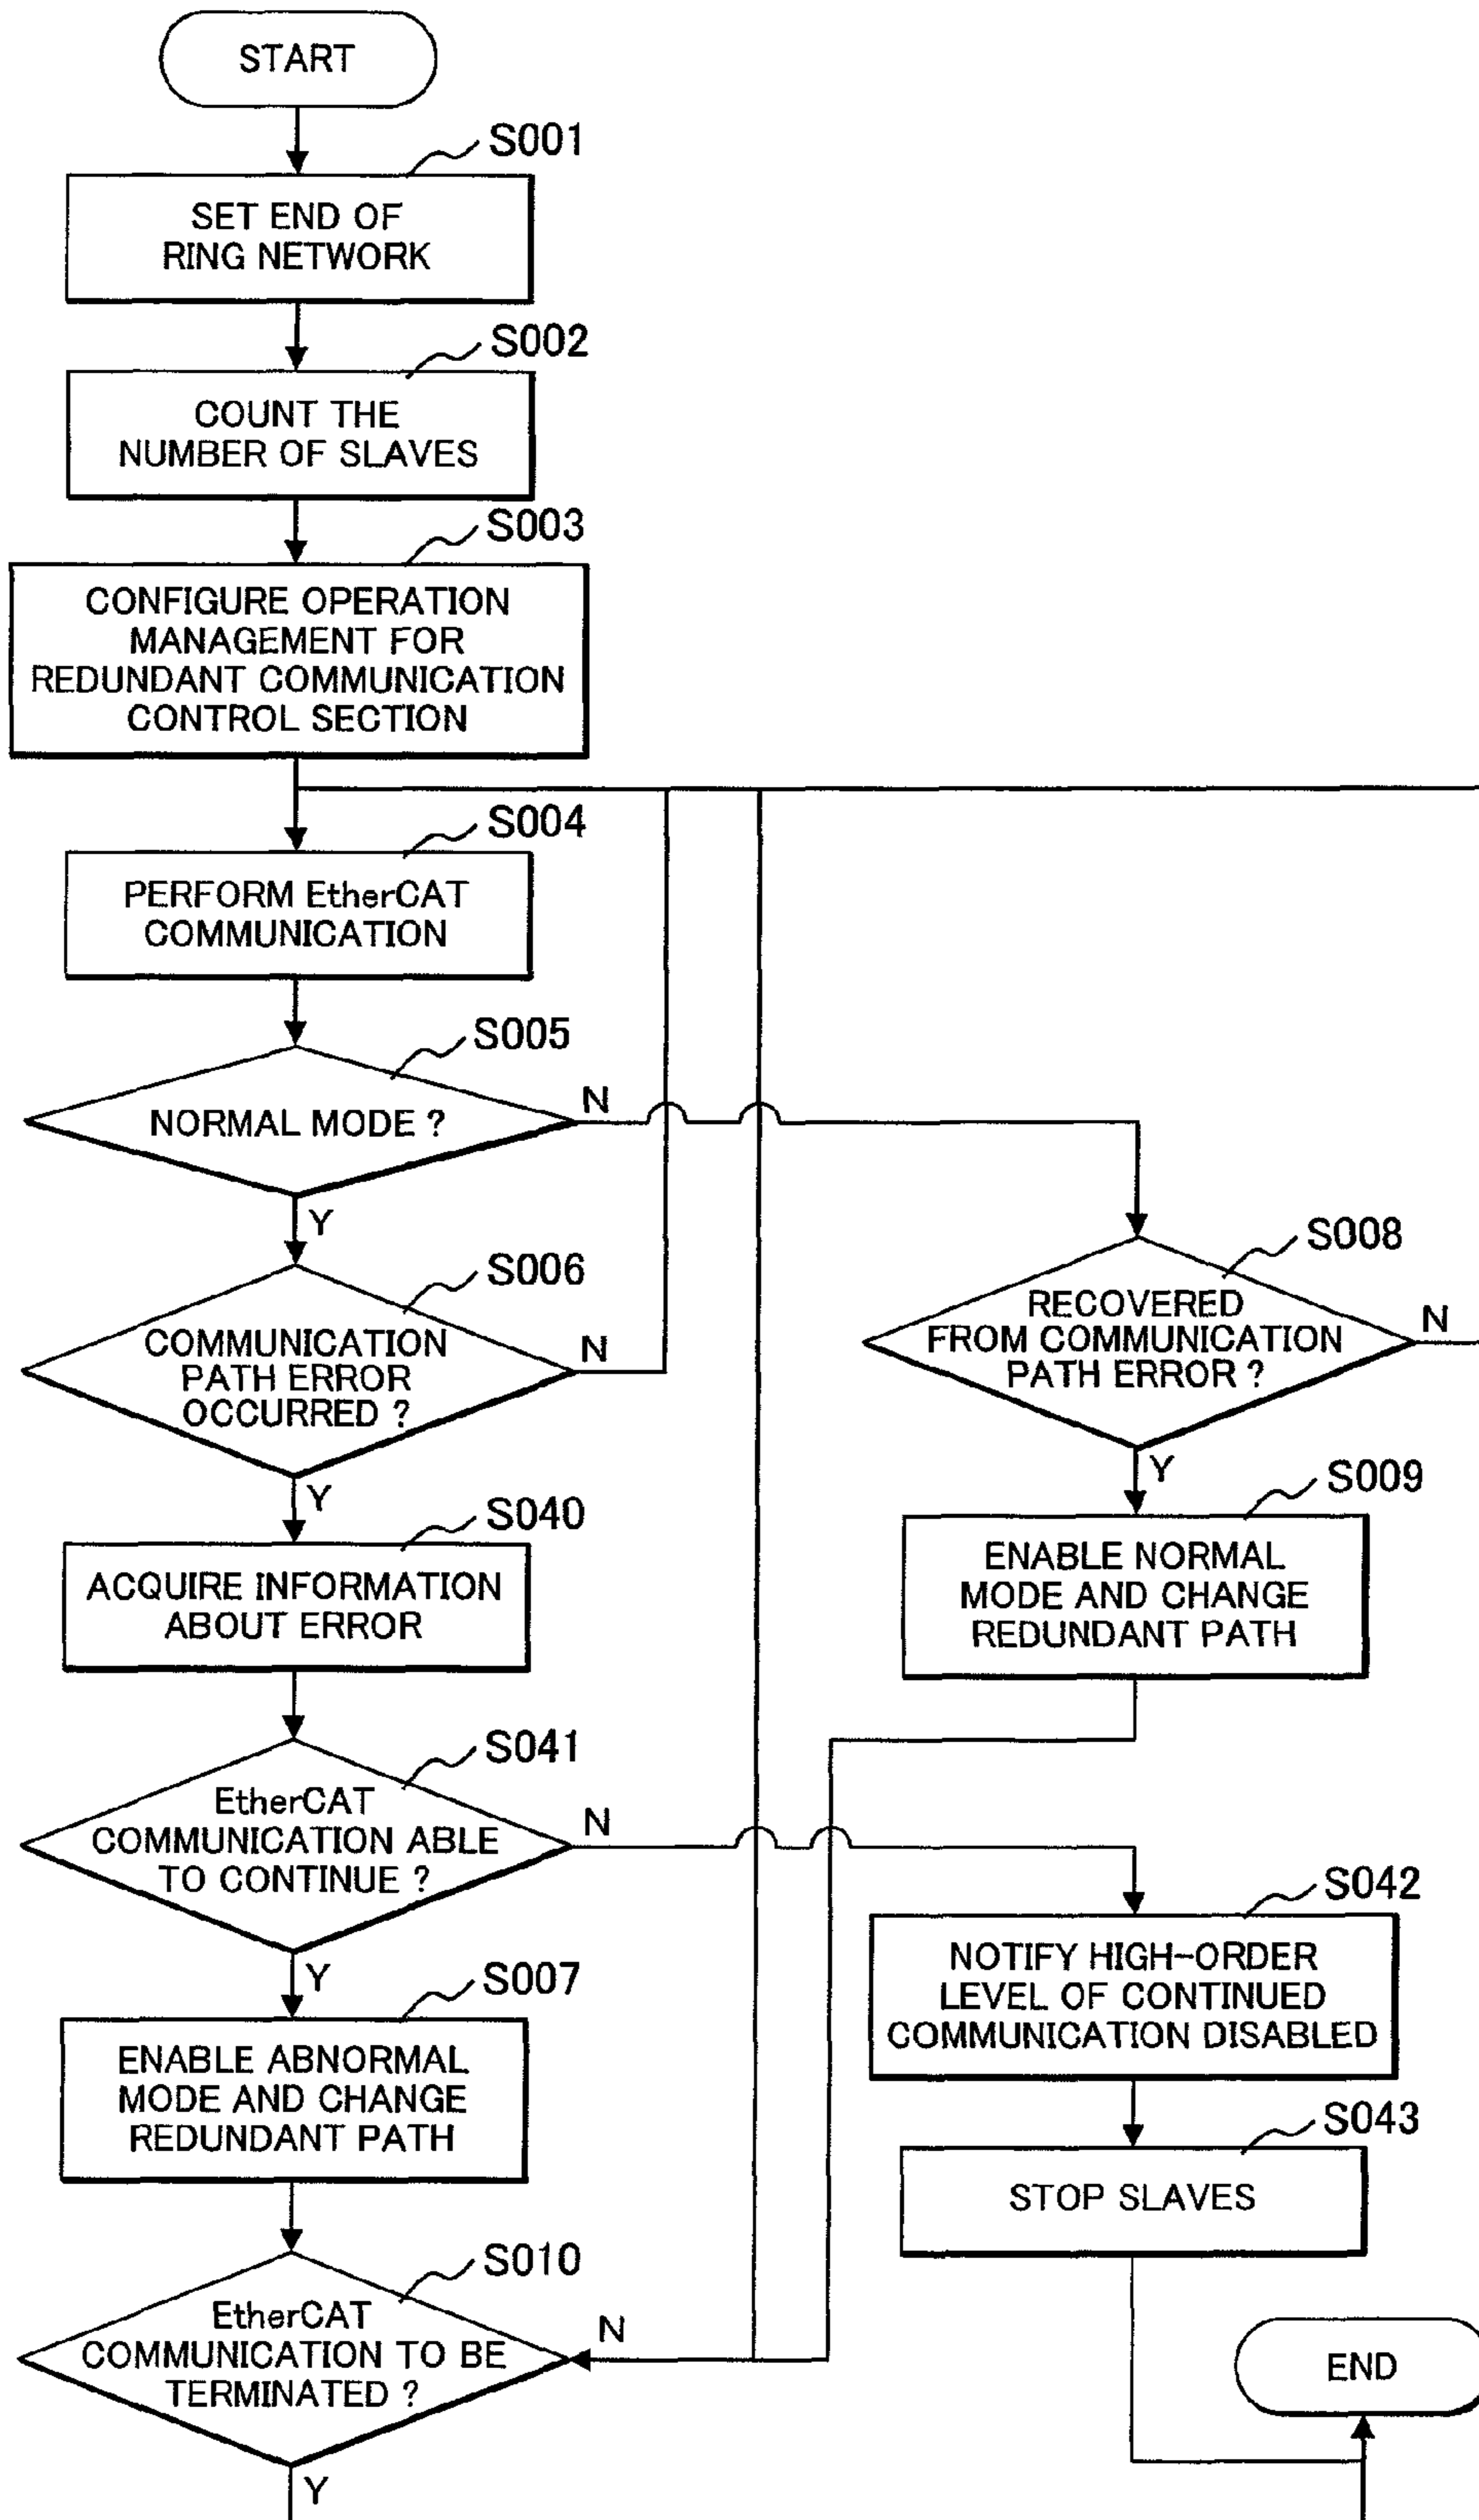 START
S001
SET END OF
RING NETWORK
S002
COUNT THE
NUMBER OF SLAVES
S003
CONFIGURE OPERATION
MANAGEMENT FOR
REDUNDANT COMMUNICATION
CONTROL SECTION
S004
PERFORM EtherCAT
COMMUNICATION
S005
NORMAL MODE ?
N
Y
S006
COMMUNICATION
PATH ERROR
OCCURRED ?
N
Y
S008
RECOVERED
FROM COMMUNICATION
PATH ERROR ?
N
Y
S009
ENABLE NORMAL
MODE AND CHANGE
REDUNDANT PATH
S040
ACQUIRE INFORMATION
ABOUT ERROR
S041
EtherCAT
COMMUNICATION ABLE
TO CONTINUE ?
N
Y
S042
NOTIFY HIGH-ORDER
LEVEL OF CONTINUED
COMMUNICATION DISABLED
S043
STOP SLAVES
S007
ENABLE ABNORMAL
MODE AND CHANGE
REDUNDANT PATH
S010
EtherCAT
COMMUNICATION TO BE
TERMINATED ?
N
Y
END